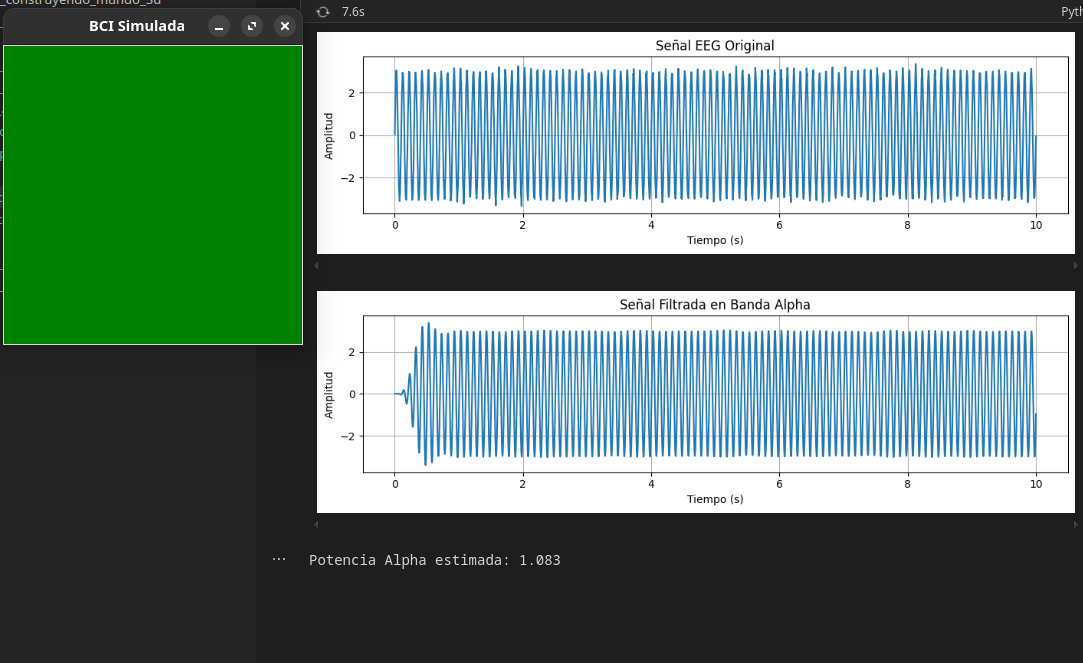 _construyendo_mundo_3d
BCI Simulada
7.6s
Pyth
Señal EEG Original
Amplitud
2
0
−2
0 2 4 6 8 10
Tiempo (s)
Señal Filtrada en Banda Alpha
Amplitud
2
0
−2
0 2 4 6 8 10
Tiempo (s)
... Potencia Alpha estimada: 1.083